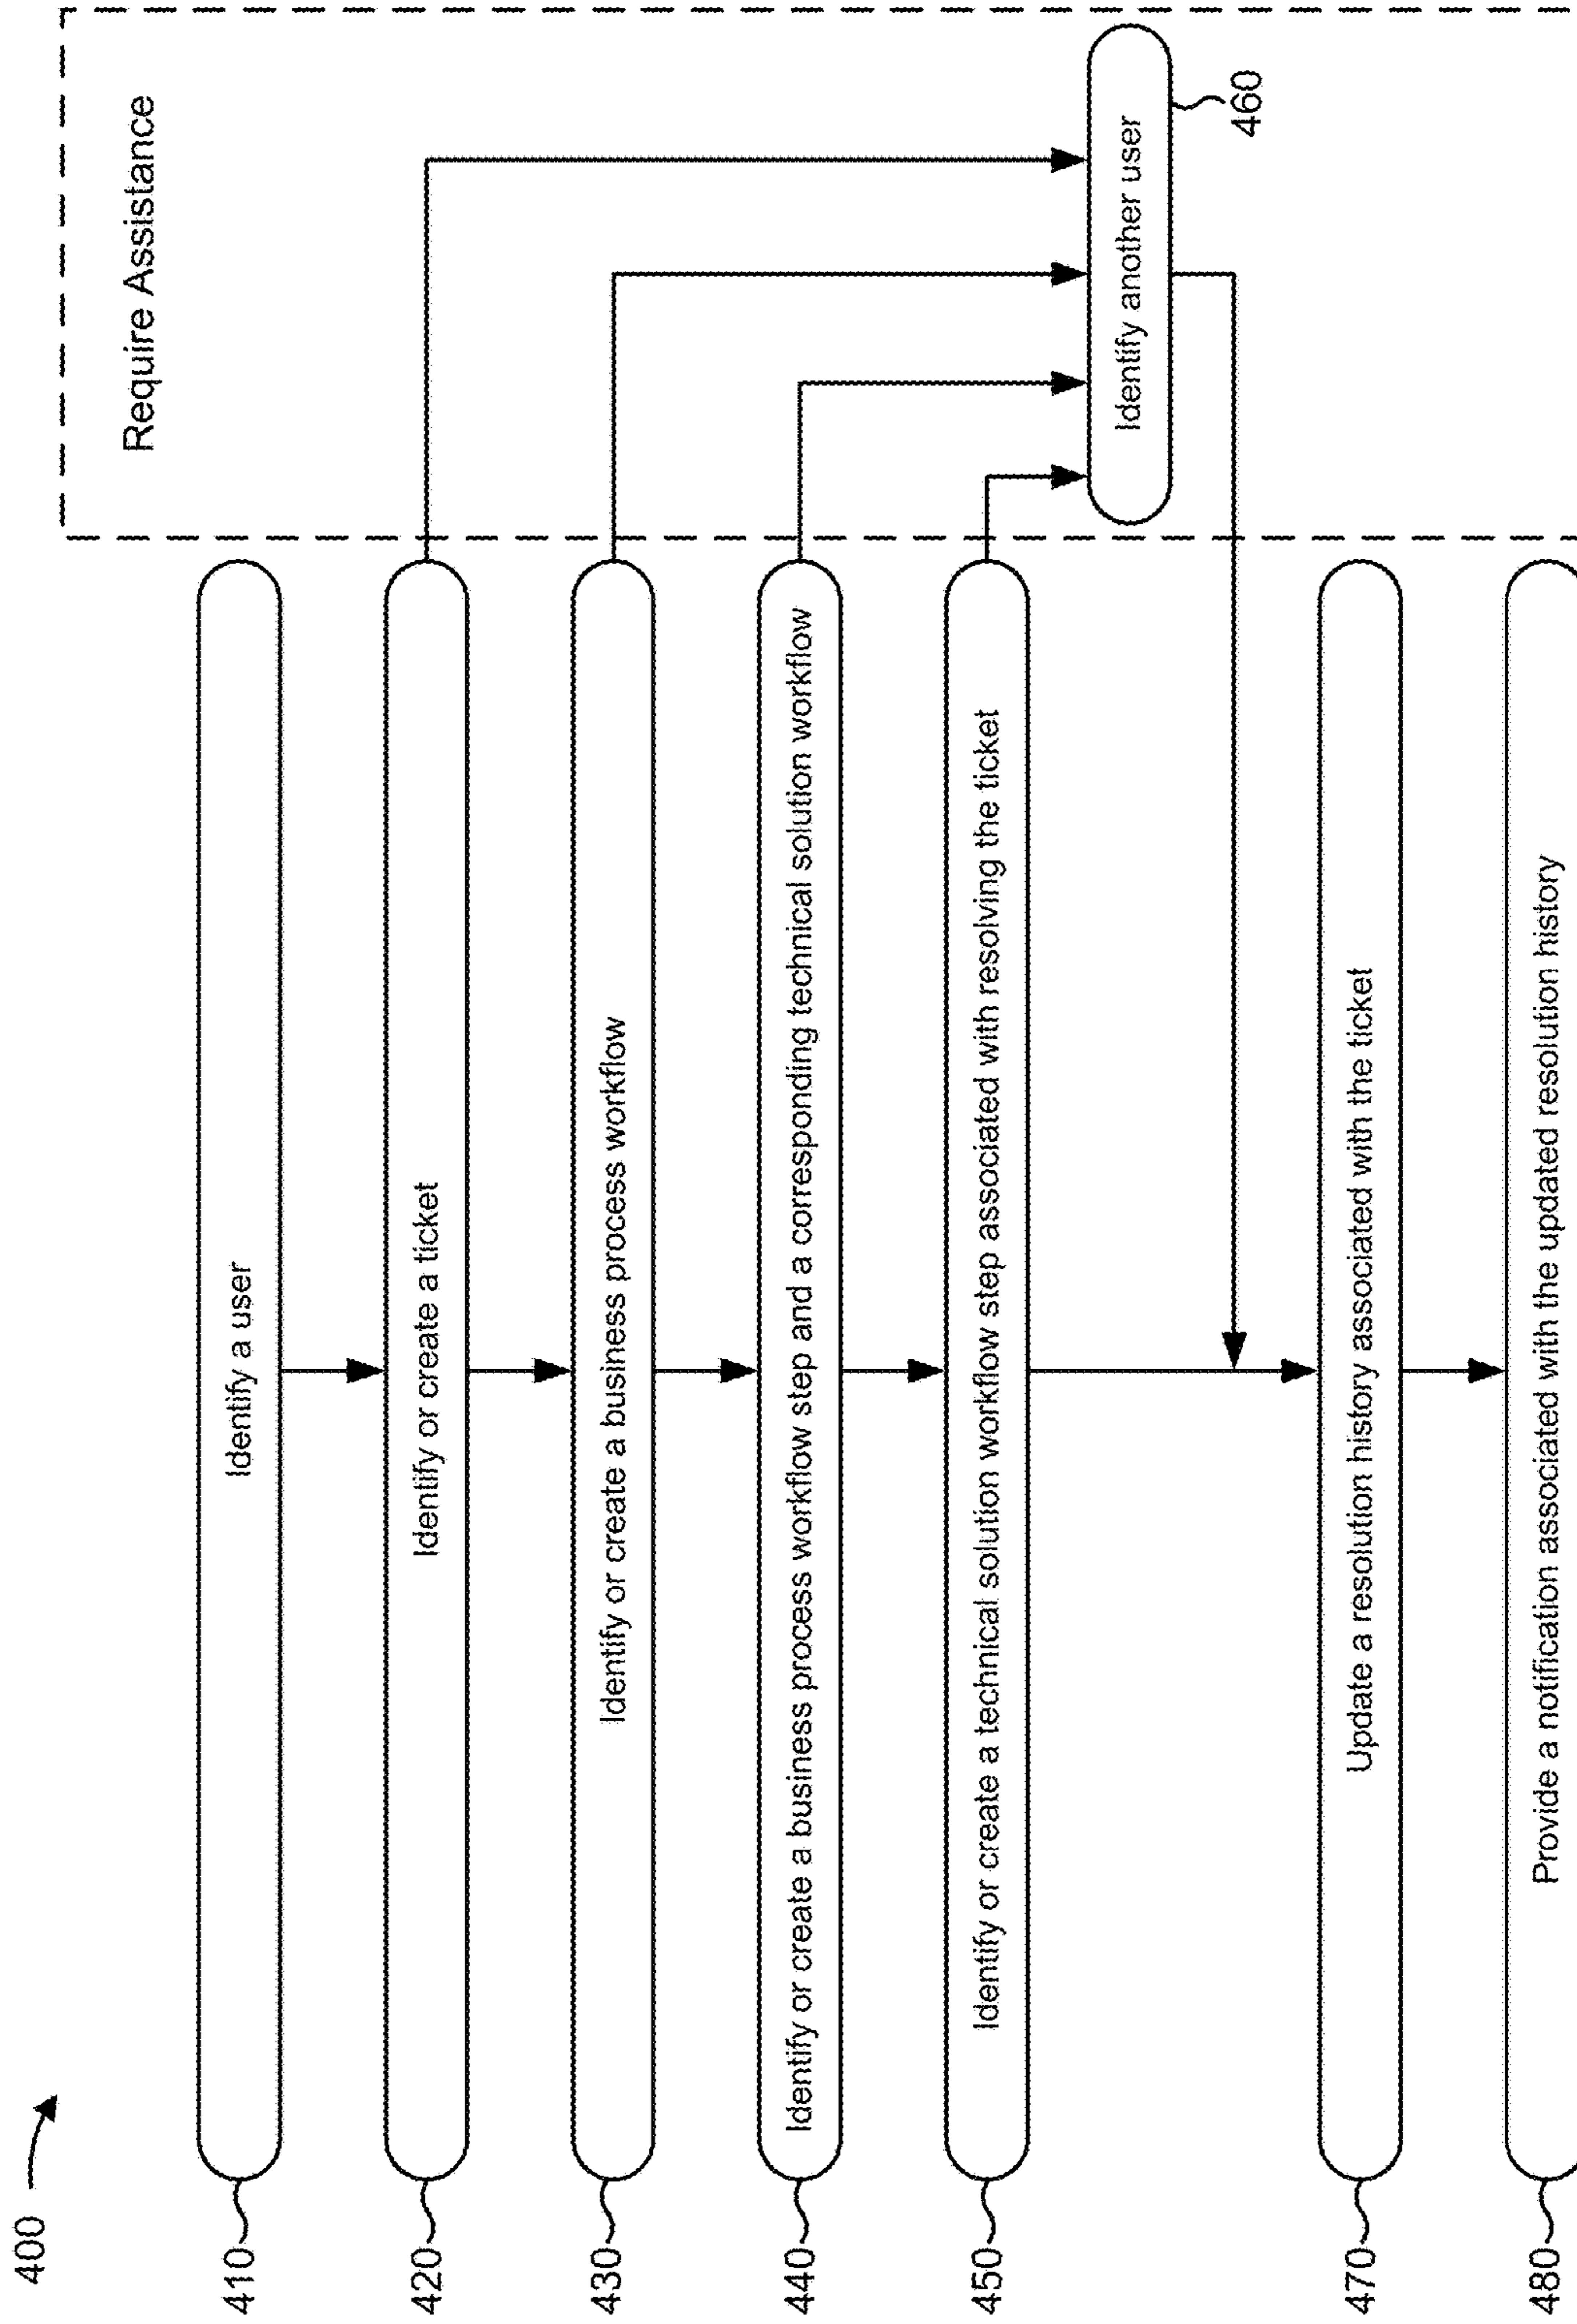 400
Require Assistance
410
Identify a user
420
Identify or create a ticket
430
Identify or create a business process workflow
440
Identify or create a business process workflow step and a corresponding technical solution workflow
450
Identify or create a technical solution workflow step associated with resolving the ticket
Identify another user
460
470
Update a resolution history associated with the ticket
480
Provide a notification associated with the updated resolution history